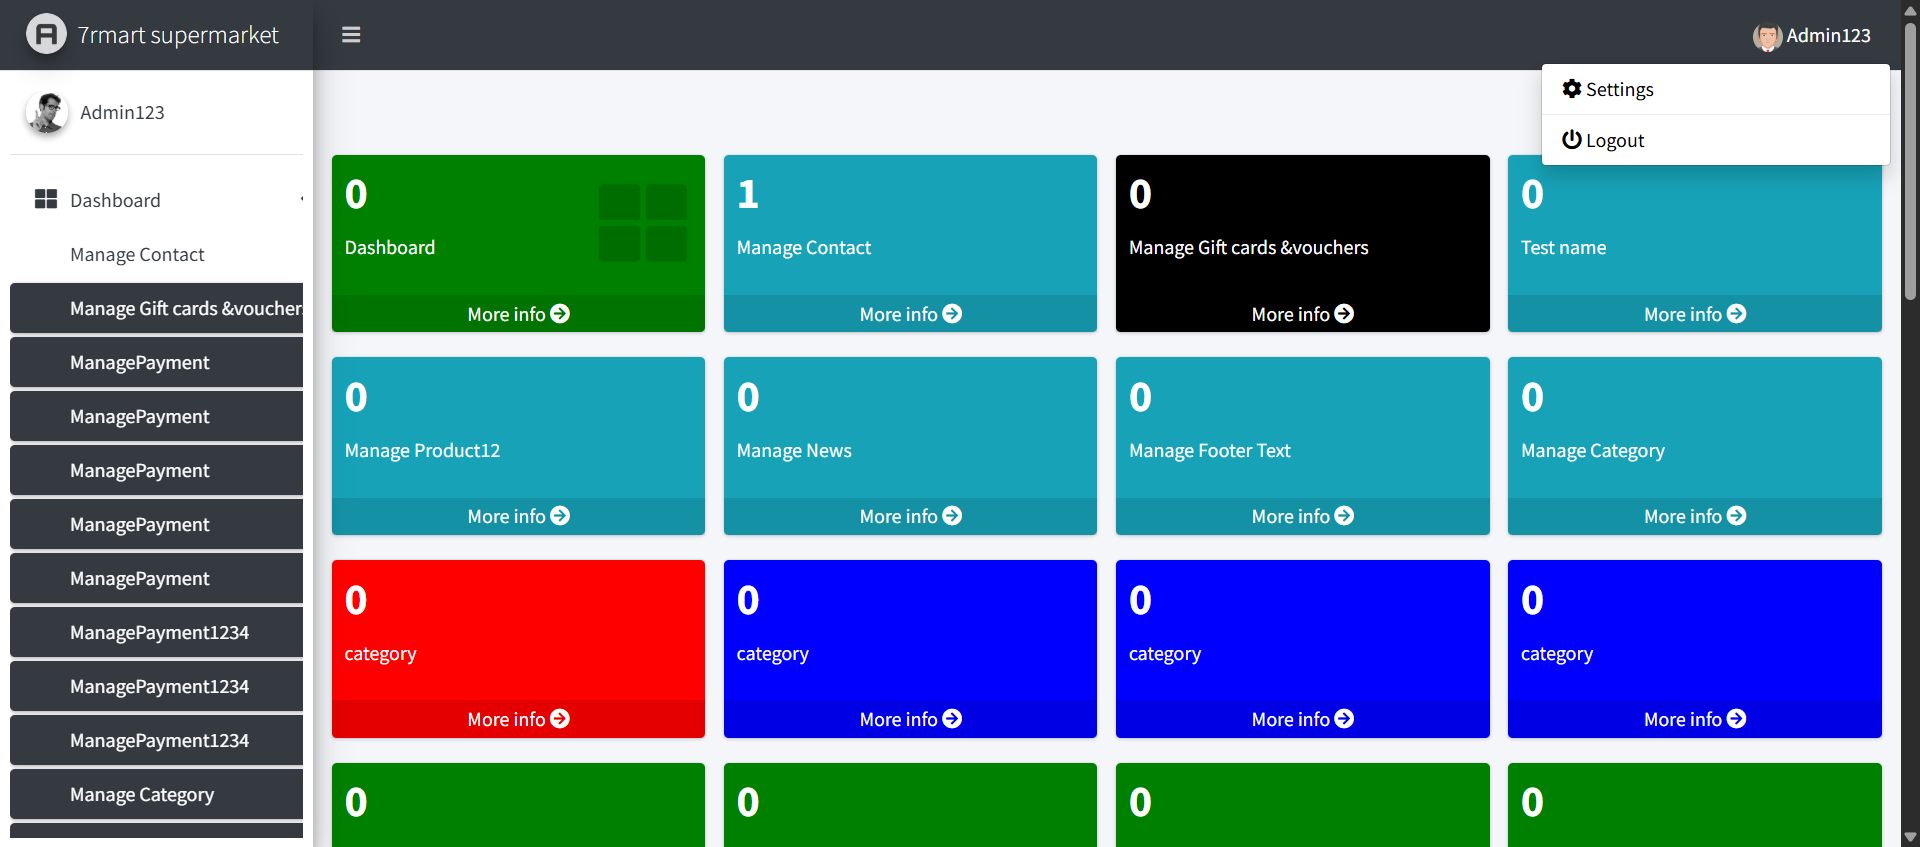 7rmart supermarket
Admin123
Settings
Logout
Admin123
Dashboard
Manage Contact
Manage Gift cards &voucher
ManagePayment
ManagePayment
ManagePayment
ManagePayment
ManagePayment
ManagePayment1234
ManagePayment1234
ManagePayment1234
Manage Category
0
Dashboard
More info
1
Manage Contact
More info
0
Manage Gift cards &vouchers
More info
0
Test name
More info
0
Manage Product12
More info
0
Manage News
More info
0
Manage Footer Text
More info
0
Manage Category
More info
0
category
More info
0
category
More info
0
category
More info
0
category
More info
0
0
0
0